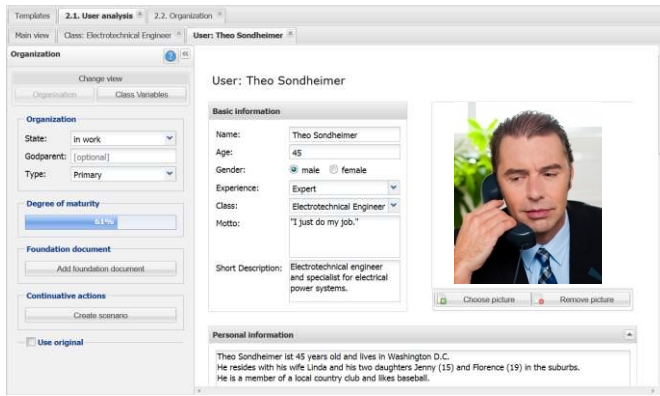 Templates 2.1. User analysis 2.2. Organization
Main view Class: Electrotechnical Engineer User: Theo Sondheimer
Organization
Change view
Organisation Class Variables
Organization
State: in work
Godparent: [optional]
Type: Primary
Degree of maturity
61%
Foundation document
Add foundation document
Continuative actions
Create scenario
Use original
User: Theo Sondheimer
Basic information
Name: Theo Sondheimer
Age: 45
Gender: male female
Experience: Expert
Class: Electrotechnical Engineer
Motto: "I just do my job."
Short Description: Electrotechnical engineer
and specialist for electrical
power systems.
Choose picture Remove picture
Personal information
Theo Sondheimer ist 45 years old and lives in Washington D.C.
He resides with his wife Linda and his two daughters Jenny (15) and Florence (19) in the suburbs.
He is a member of a local country club and likes baseball.